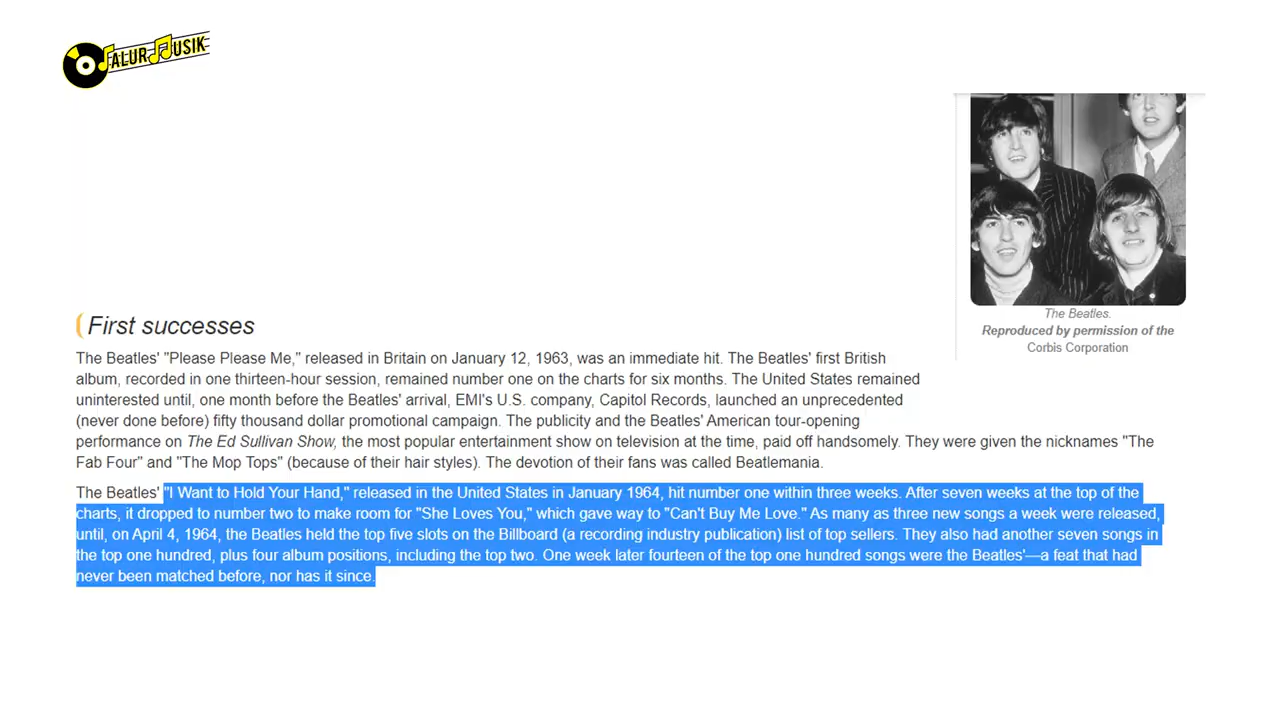 JALUR MUSIK
The Beatles.
Reproduced by permission of the
Corbis Corporation
First successes
The Beatles' "Please Please Me," released in Britain on January 12, 1963, was an immediate hit. The Beatles' first British
album, recorded in one thirteen-hour session, remained number one on the charts for six months. The United States remained
uninterested until, one month before the Beatles' arrival, EMI's U.S. company, Capitol Records, launched an unprecedented
(never done before) fifty thousand dollar promotional campaign. The publicity and the Beatles' American tour-opening
performance on The Ed Sullivan Show, the most popular entertainment show on television at the time, paid off handsomely. They were given the nicknames "The
Fab Four" and "The Mop Tops" (because of their hair styles). The devotion of their fans was called Beatlemania.
The Beatles' "I Want to Hold Your Hand," released in the United States in January 1964, hit number one within three weeks. After seven weeks at the top of the
charts, it dropped to number two to make room for "She Loves You," which gave way to "Can't Buy Me Love." As many as three new songs a week were released,
until, on April 4, 1964, the Beatles held the top five slots on the Billboard (a recording industry publication) list of top sellers. They also had another seven songs in
the top one hundred, plus four album positions, including the top two. One week later fourteen of the top one hundred songs were the Beatles'—a feat that had
never been matched before, nor has it since.